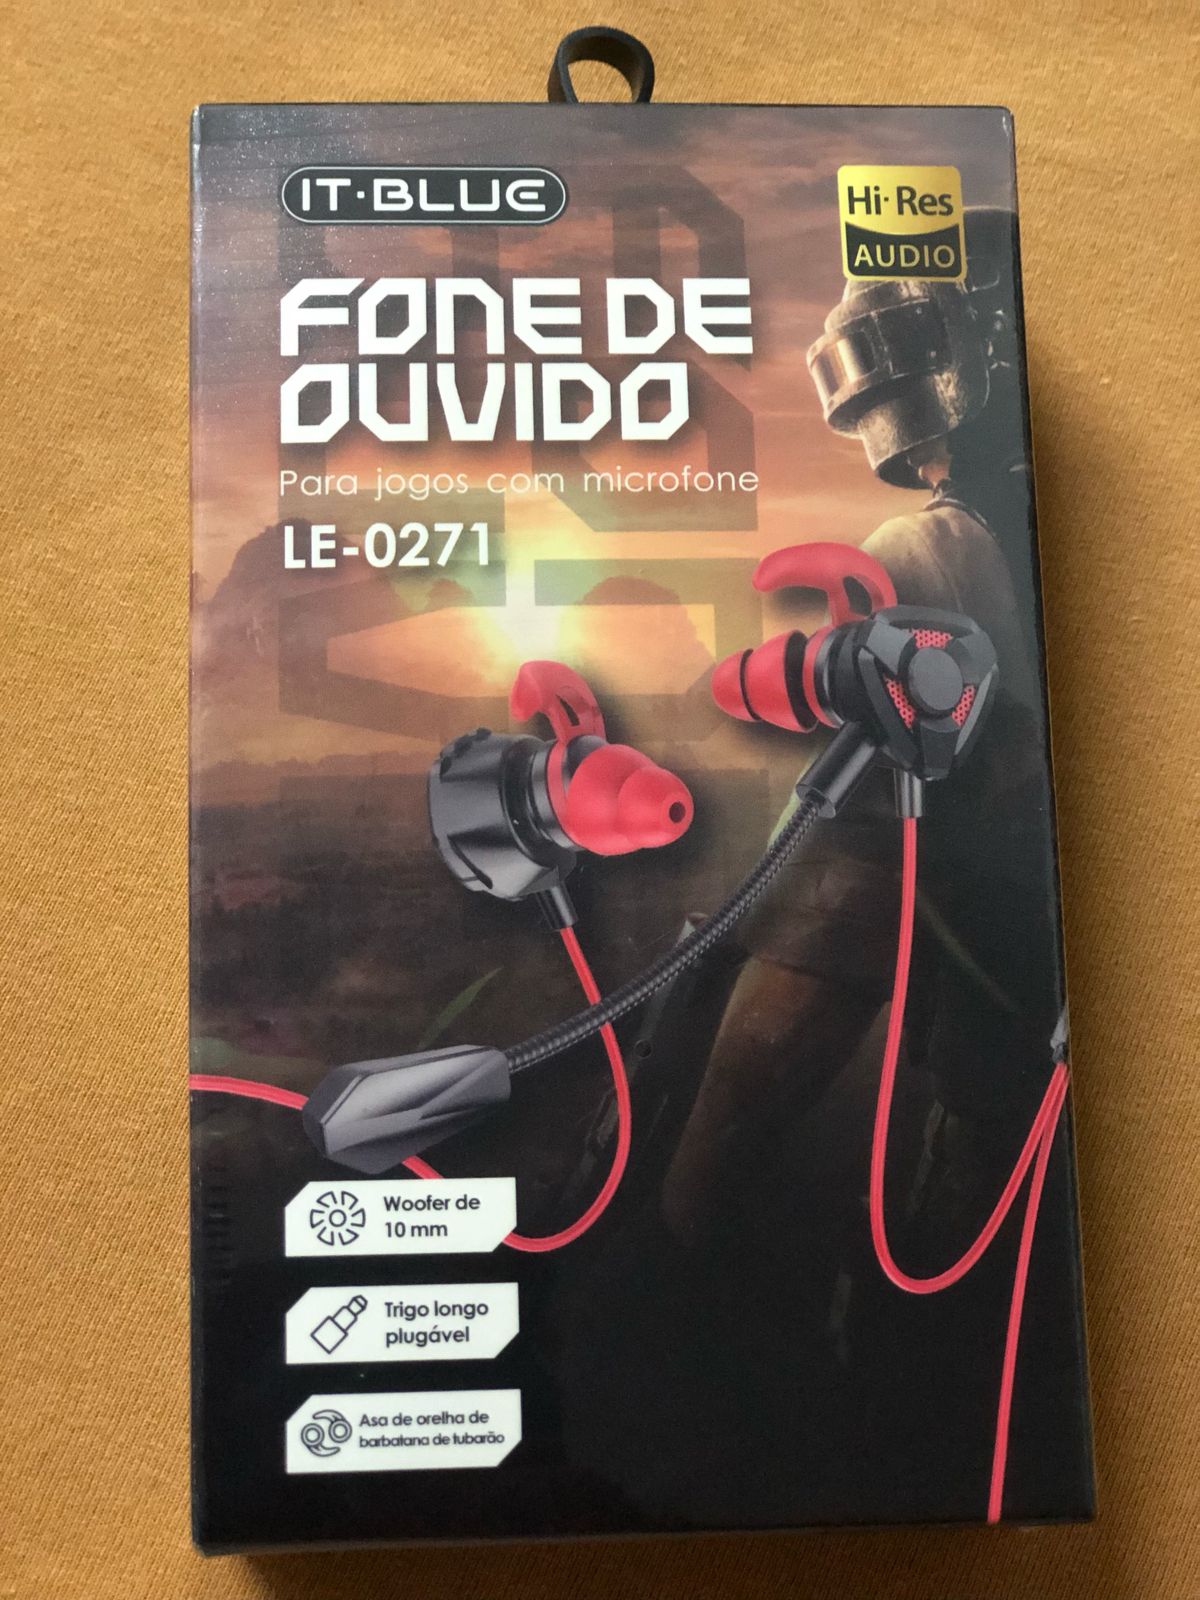 IT·BLUE
Hi·Res
AUDIO
FONE DE
OUVIDO
Para jogos com microfone
LE-0271
Woofer de
10 mm
Trigo longo
plugável
Asa de orelha de
barbatana de tubarão